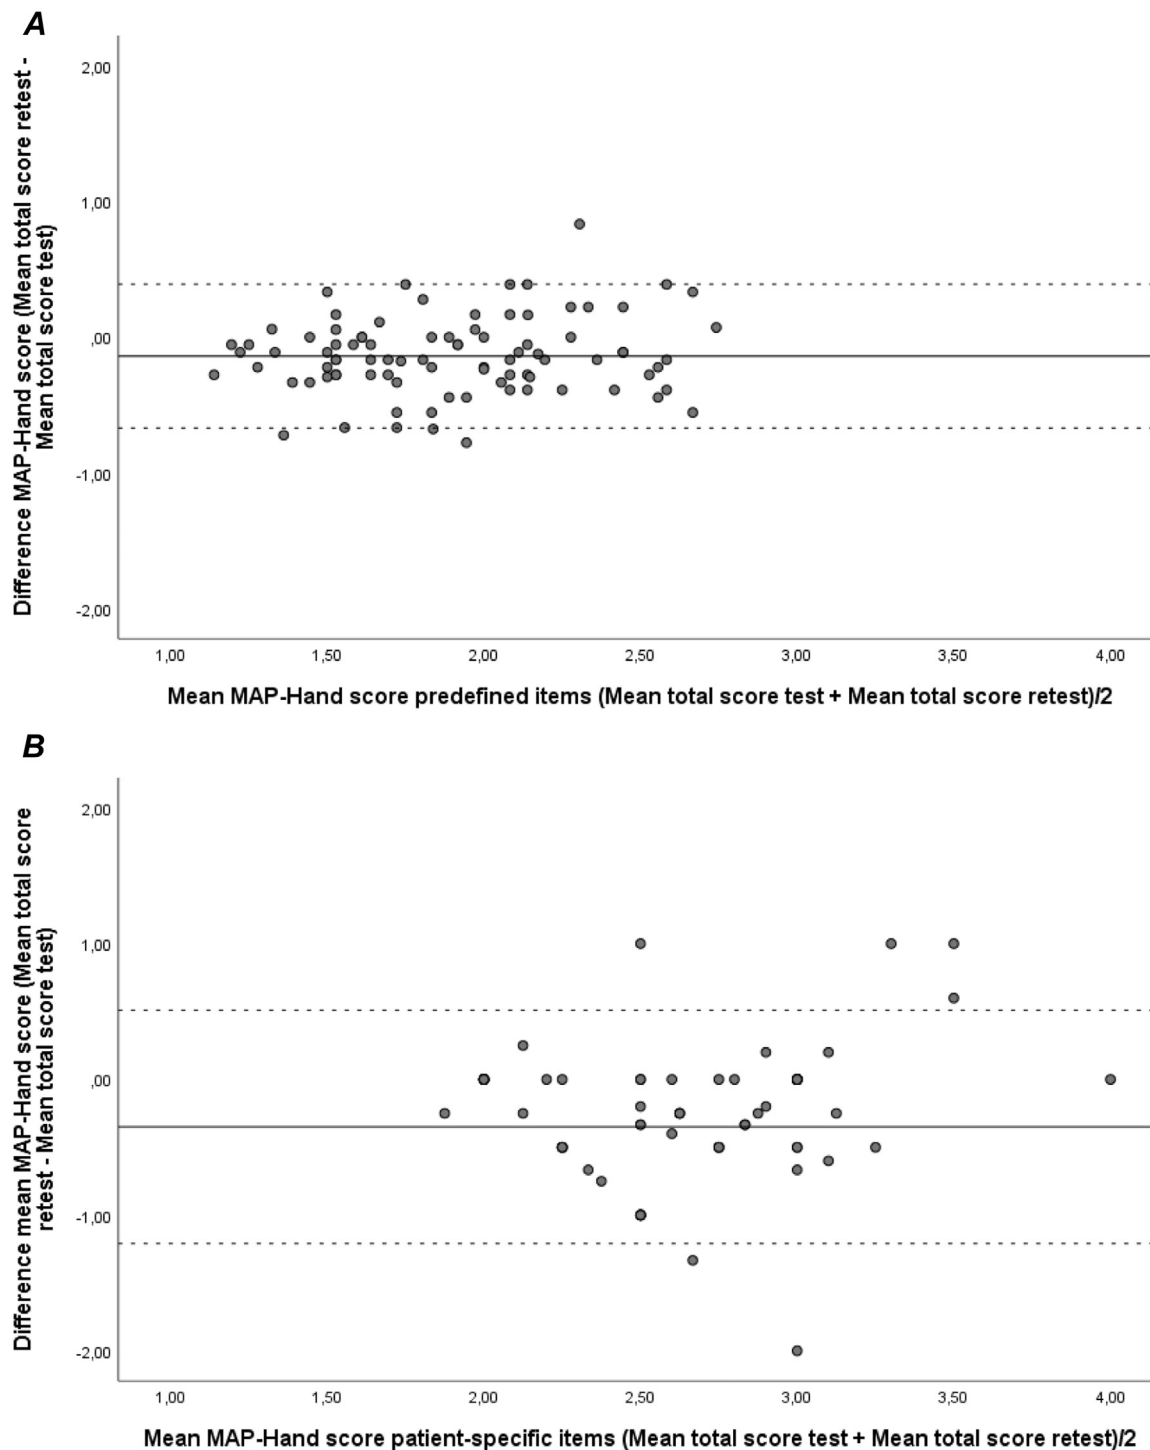 A
Difference MAP-Hand score (Mean total score retest -
Mean total score test)
2,00
1,00
,00
-1,00
-2,00
1,00 1,50 2,00 2,50 3,00 3,50 4,00
Mean MAP-Hand score predefined items (Mean total score test + Mean total score retest)/2
B
Difference mean MAP-Hand score (Mean total score
retest - Mean total score test)
2,00
1,00
,00
-1,00
-2,00
1,00 1,50 2,00 2,50 3,00 3,50 4,00
Mean MAP-Hand score patient-specific items (Mean total score test + Mean total score retest)/2